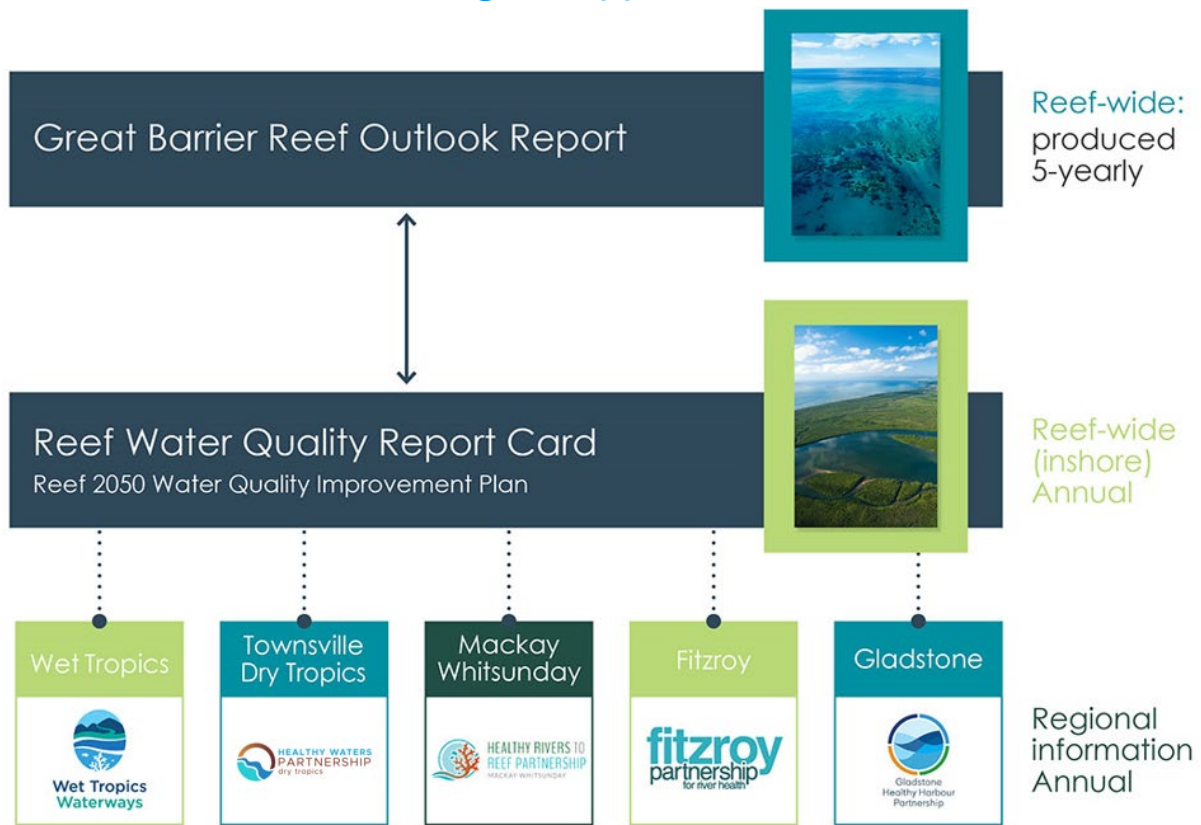 Great Barrier Reef Outlook Report
Reef-wide:
produced
5-yearly
Reef Water Quality Report Card
Reef 2050 Water Quality Improvement Plan
Reef-wide
(inshore)
Annual
Wet Tropics
Townsville
Dry Tropics
Mackay
Whitsunday
Fitzroy
Gladstone
Wet Tropics
Waterways
HEALTHY WATERS
PARTNERSHIP
dry tropics
HEALTHY RIVERS TO
REEF PARTNERSHIP
MACKAY WHITSUNDAY
fitzroy
partnership
for river health
Gladstone
Healthy Harbour
Partnership
Regional
information
Annual